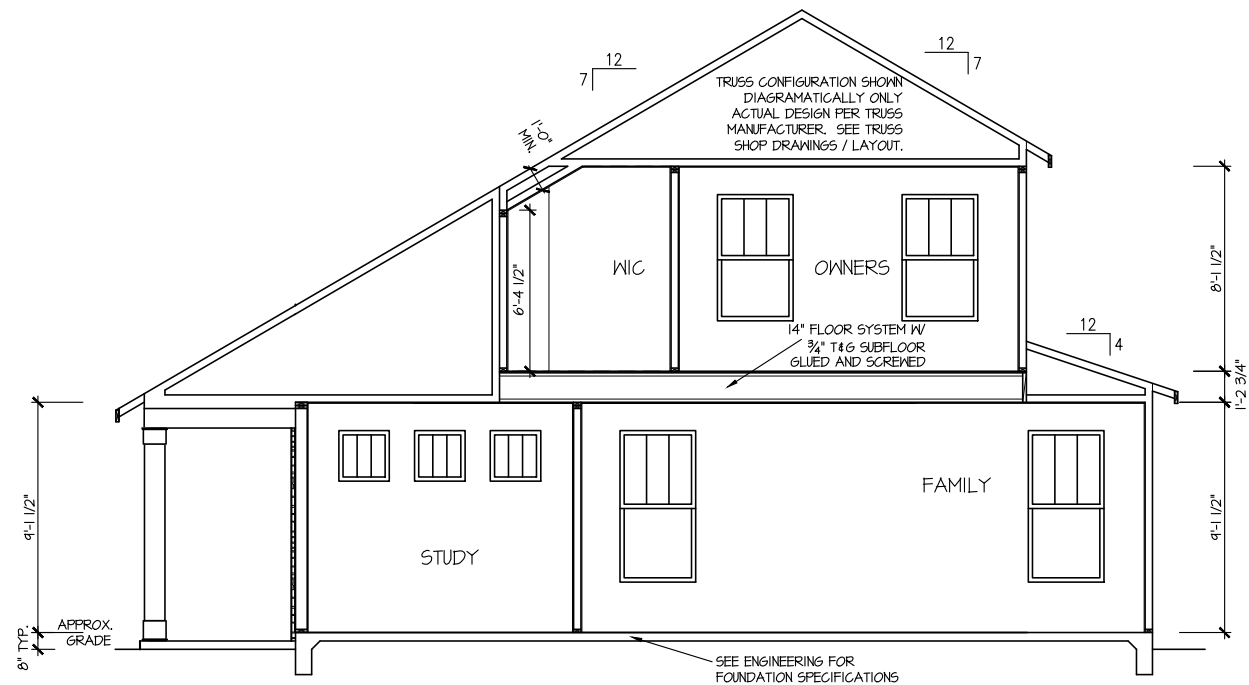 12
7
12
7
TRUSS CONFIGURATION SHOWN
DIAGRAMATICALLY ONLY
ACTUAL DESIGN PER TRUSS
MANUFACTURER. SEE TRUSS
SHOP DRAWINGS / LAYOUT.
1'-0"
MIN.
6'-4 1/2"
WIC
OWNERS
8'-1 1/2"
14" FLOOR SYSTEM W/
3/4" T&G SUBFLOOR
GLUED AND SCREWED
12
4
1'-2 3/4"
9'-1 1/2"
STUDY
FAMILY
9'-1 1/2"
APPROX.
GRADE
8" TYP.
SEE ENGINEERING FOR
FOUNDATION SPECIFICATIONS